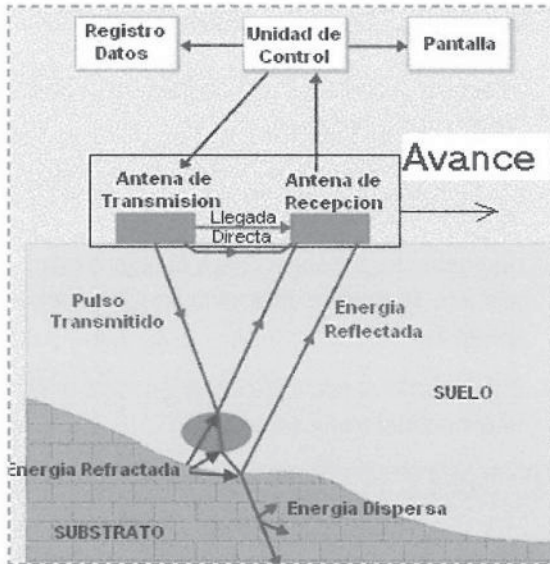 Registro
Datos
Unidad de
Control
Pantalla
Avance
Antena de
Transmision
Antena de
Recepcion
Llegada
Directa
Pulso
Transmitido
Energia
Reflectada
SUELO
Energia Refractada
Energia Dispersa
SUBSTRATO